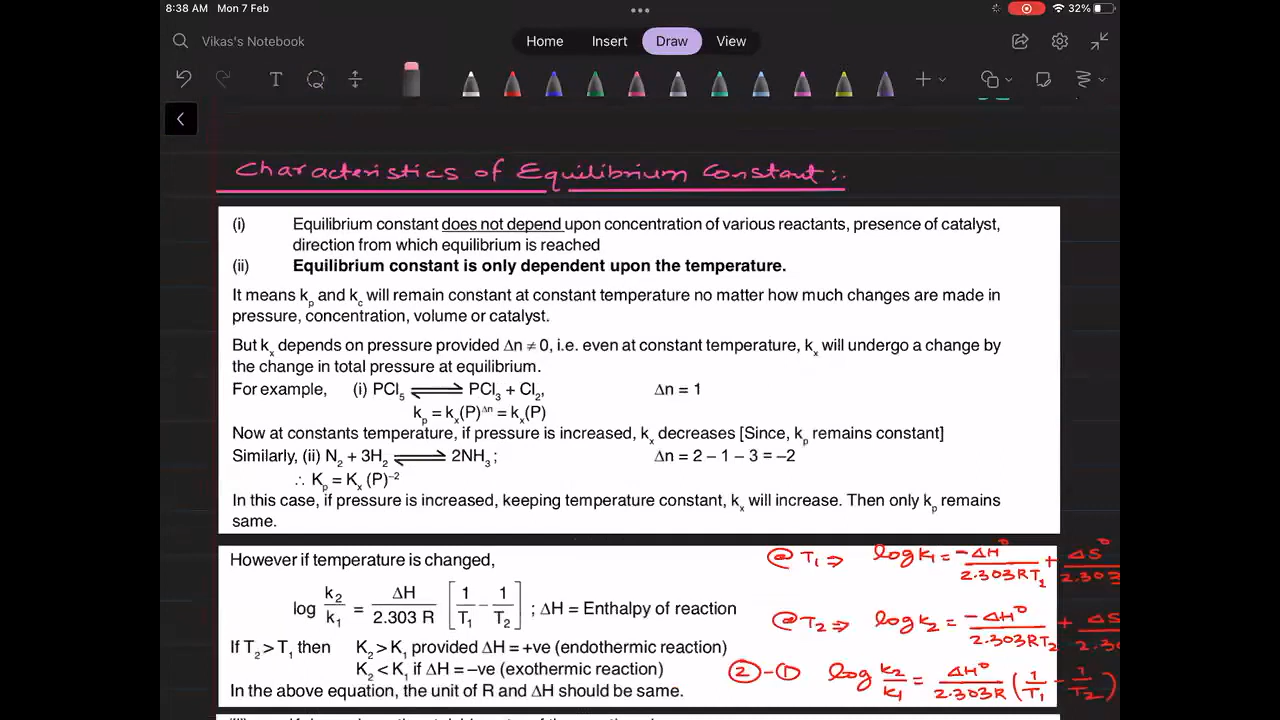 8:38 AM Mon 7 Feb
32%
Vikas's Notebook
Home Insert Draw View
Characteristics of Equilibrium Constant :-
(i) Equilibrium constant does not depend upon concentration of various reactants, presence of catalyst,
direction from which equilibrium is reached
(ii) Equilibrium constant is only dependent upon the temperature.
It means kₚ and k꜀ will remain constant at constant temperature no matter how much changes are made in
pressure, concentration, volume or catalyst.
But kₓ depends on pressure provided Δn ≠ 0, i.e. even at constant temperature, kₓ will undergo a change by
the change in total pressure at equilibrium.
For example, (i) PCl₅ ⇌ PCl₃ + Cl₂, Δn = 1
kₚ = kₓ(P)^Δn = kₓ(P)
Now at constants temperature, if pressure is increased, kₓ decreases [Since, kₚ remains constant]
Similarly, (ii) N₂ + 3H₂ ⇌ 2NH₃ ; Δn = 2 – 1 – 3 = –2
∴ Kₚ = Kₓ (P)⁻²
In this case, if pressure is increased, keeping temperature constant, kₓ will increase. Then only kₚ remains
same.
However if temperature is changed,
log k₂/k₁ = ΔH/2.303 R [1/T₁ – 1/T₂] ; ΔH = Enthalpy of reaction
If T₂ > T₁ then K₂ > K₁ provided ΔH = +ve (endothermic reaction)
K₂ < K₁ if ΔH = –ve (exothermic reaction)
In the above equation, the unit of R and ΔH should be same.
@ T₁ ⇒ log k₁ = -ΔH°/2.303RT₂ + ΔS°/2.303
@ T₂ ⇒ log k₂ = -ΔH°/2.303RT₂ + ΔS/2.30
② - ① log k₂/k₁ = ΔH°/2.303R (1/T₁ - 1/T₂)